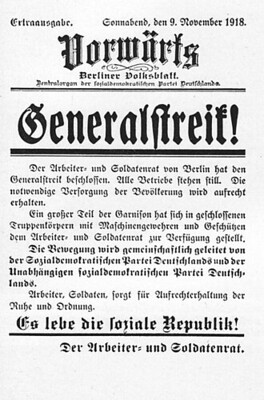 Extraausgabe. Sonnabend, den 9. November 1918.
Vorwärts
Berliner Volksblatt.
Zentralorgan der sozialdemokratischen Partei Deutschlands.
Generalstreik!
Der Arbeiter- und Soldatenrat von Berlin hat den
Generalstreik beschlossen. Alle Betriebe stehen still. Die
notwendige Versorgung der Bevölkerung wird aufrecht
erhalten.
Ein großer Teil der Garnison hat sich in geschlossenen
Truppenkörpern mit Maschinengewehren und Geschützen
dem Arbeiter- und Soldatenrat zur Verfügung gestellt.
Die Bewegung wird gemeinschaftlich geleitet von
der Sozialdemokratischen Partei Deutschlands und der
Unabhängigen sozialdemokratischen Partei Deutsch-
lands.
Arbeiter, Soldaten, sorgt für Aufrechterhaltung der
Ruhe und Ordnung.
Es lebe die soziale Republik!
Der Arbeiter- und Soldatenrat.